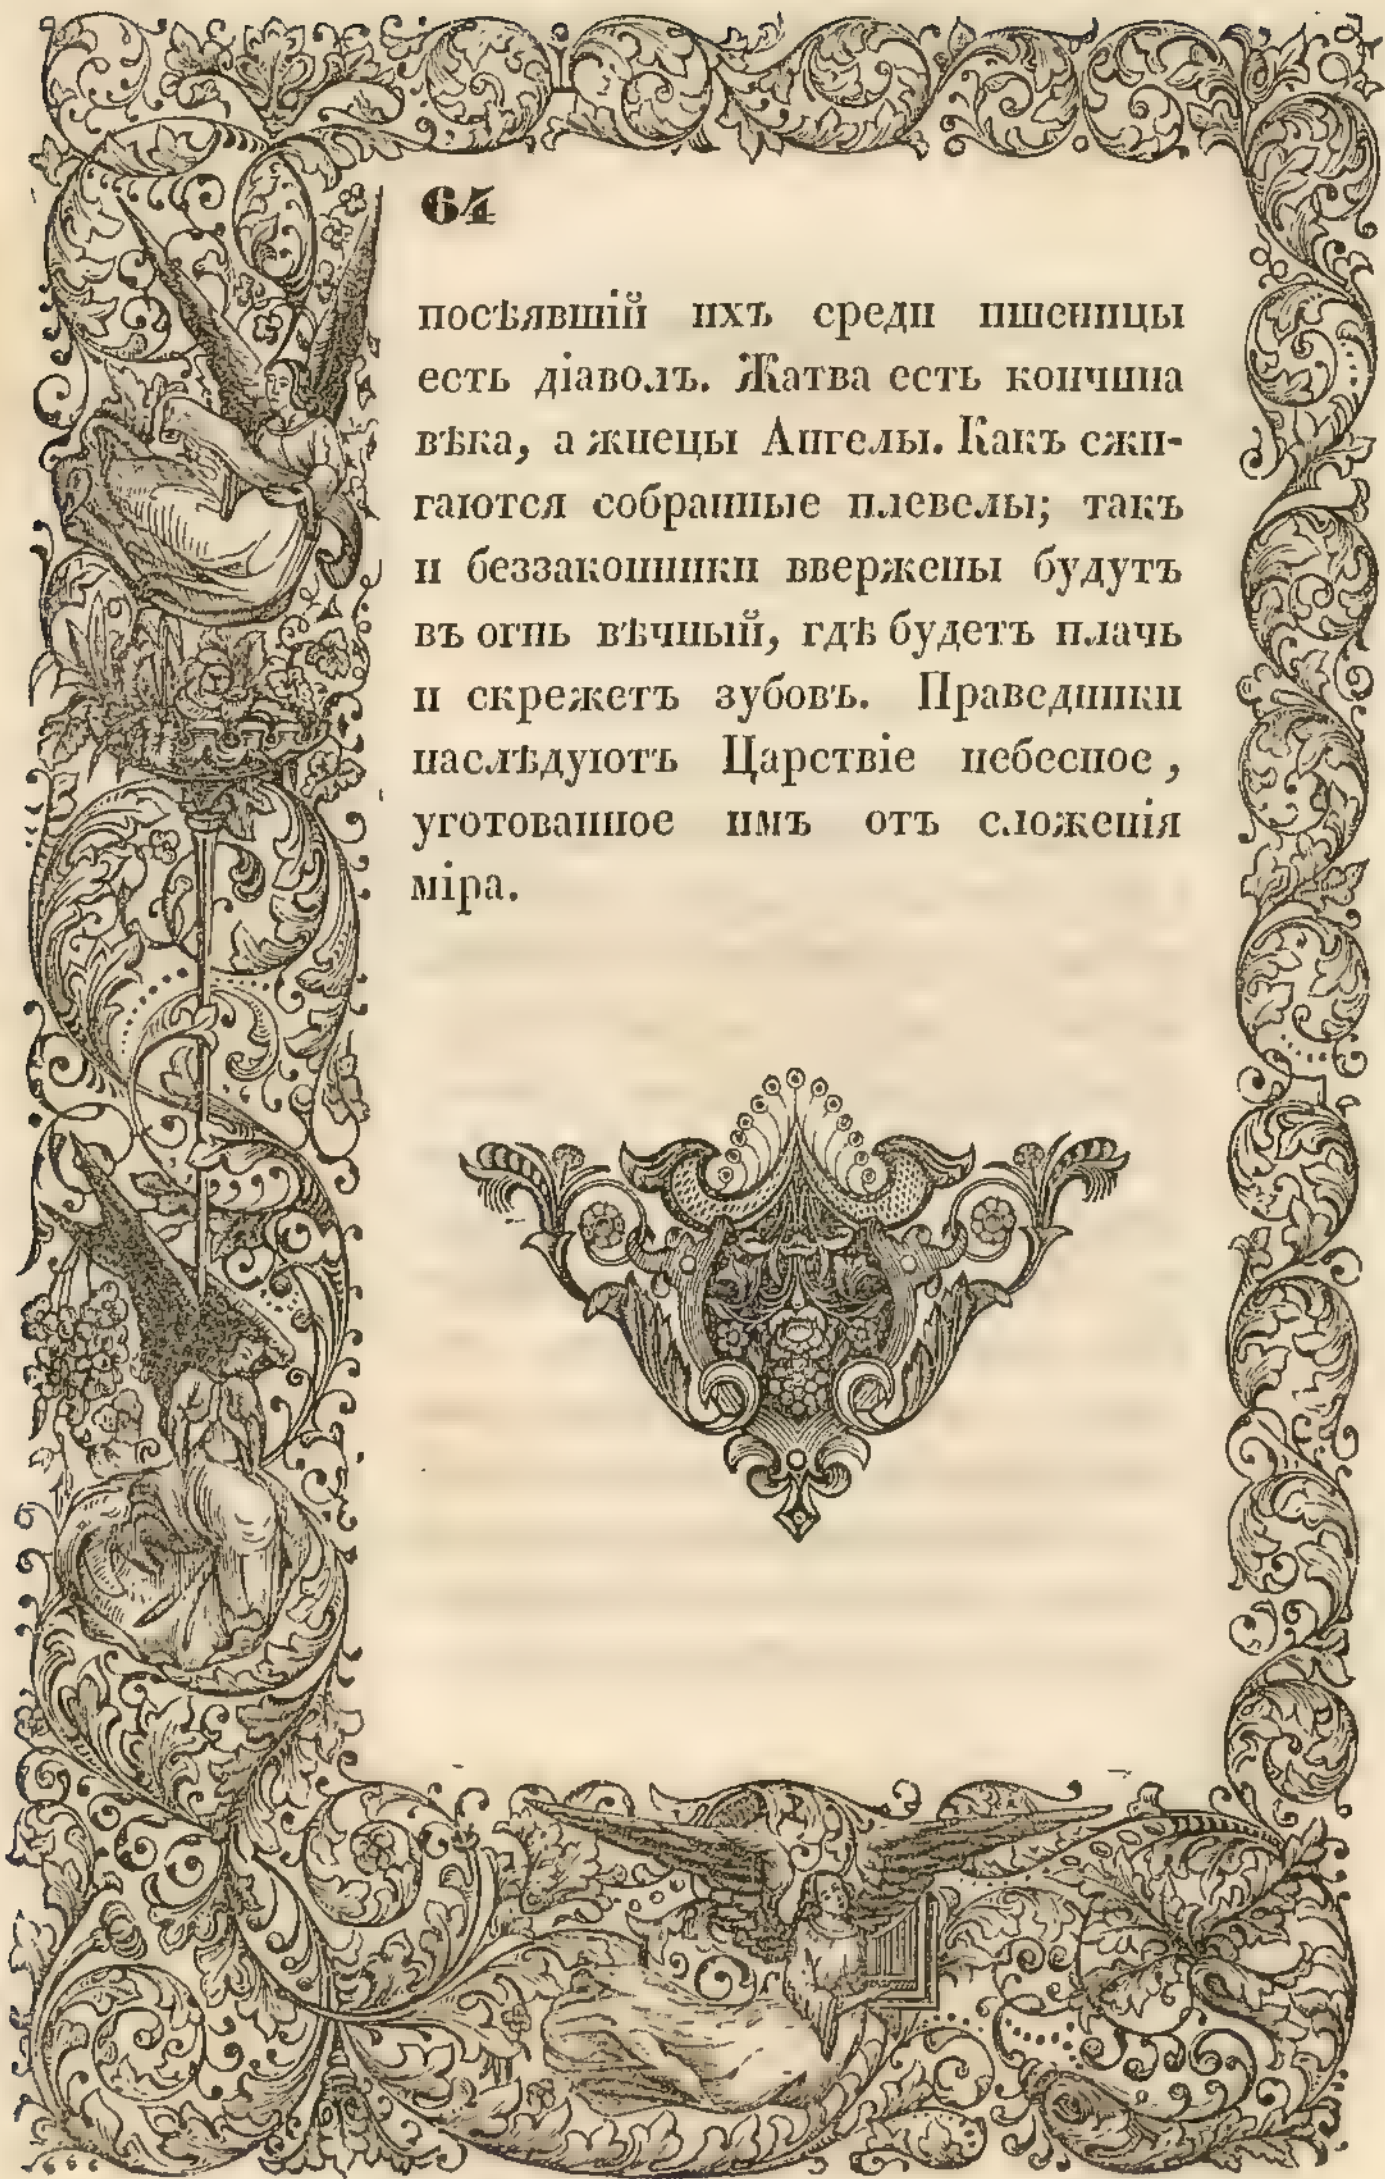 64
посѣявшій ихъ среди пшеницы
есть діаволъ. Жатва есть кончина
вѣка, а жнецы Ангелы. Какъ сжи-
гаются собранные плевелы; такъ
и беззаконники ввержены будутъ
въ огнь вѣчный, гдѣ будетъ плачь
и скрежетъ зубовъ. Праведники
наслѣдуютъ Царствіе небесное,
уготованное имъ отъ сложенія
міра.